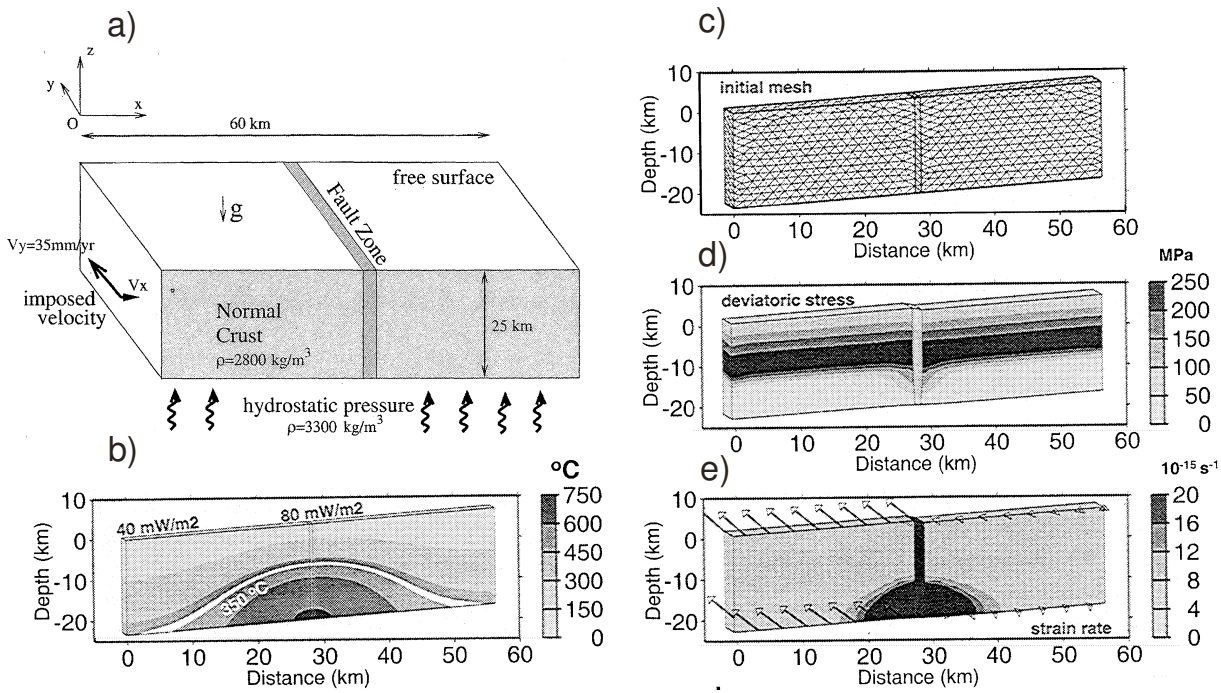 a)
z
y
x
O
60 km
free surface
g
Fault Zone
Vy=35mm/yr
Vx
imposed
velocity
Normal
Crust
ρ=2800 kg/m³
25 km
hydrostatic pressure
ρ=3300 kg/m³
b)
°C
10
0
-10
-20
Depth (km)
40 mW/m2
80 mW/m2
350 °C
0 10 20 30 40 50 60
Distance (km)
750
600
450
300
150
0
c)
initial mesh
10
0
-10
-20
Depth (km)
0 10 20 30 40 50 60
Distance (km)
d)
MPa
deviatoric stress
10
0
-10
-20
Depth (km)
0 10 20 30 40 50 60
Distance (km)
250
200
150
100
50
0
e)
10⁻¹⁵ s⁻¹
10
0
-10
-20
Depth (km)
strain rate
0 10 20 30 40 50 60
Distance (km)
20
16
12
8
4
0